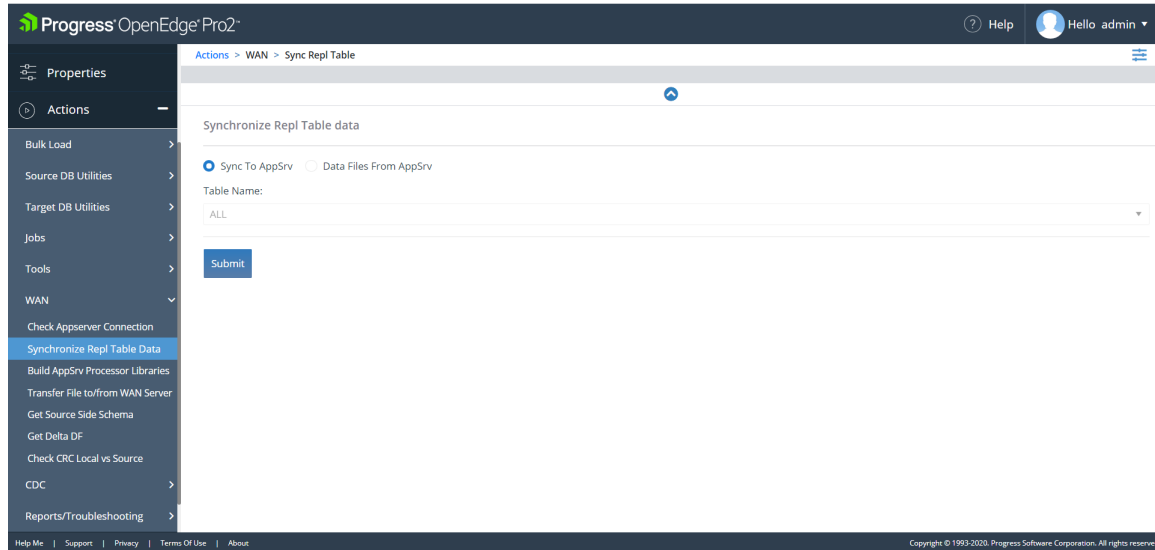 Progress® OpenEdge® Pro2™
? Help
Hello admin
Properties
Actions
Bulk Load
Source DB Utilities
Target DB Utilities
Jobs
Tools
WAN
Check Appserver Connection
Synchronize Repl Table Data
Build AppSrv Processor Libraries
Transfer File to/from WAN Server
Get Source Side Schema
Get Delta DF
Check CRC Local vs Source
CDC
Reports/Troubleshooting
Actions > WAN > Sync Repl Table
Synchronize Repl Table data
Sync To AppSrv Data Files From AppSrv
Table Name:
ALL
Submit
Help Me | Support | Privacy | Terms Of Use | About
Copyright © 1993-2020. Progress Software Corporation. All rights reserve